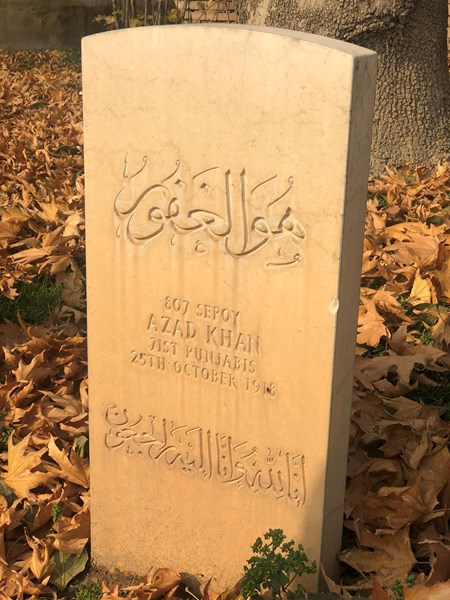 هو الغفور
807 SEPOY
AZAD KHAN
71ST PUNJABIS
25TH OCTOBER 1918
انا لله وانا اليه راجعون